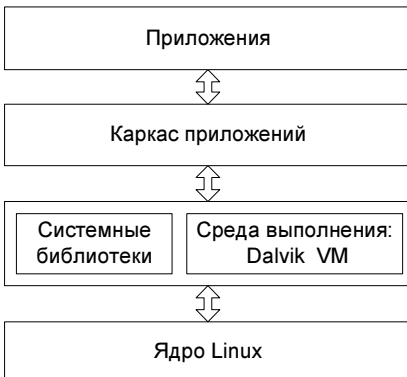 Приложения
Каркас приложений
Системные
библиотеки
Среда выполнения:
Dalvik VM
Ядро Linux